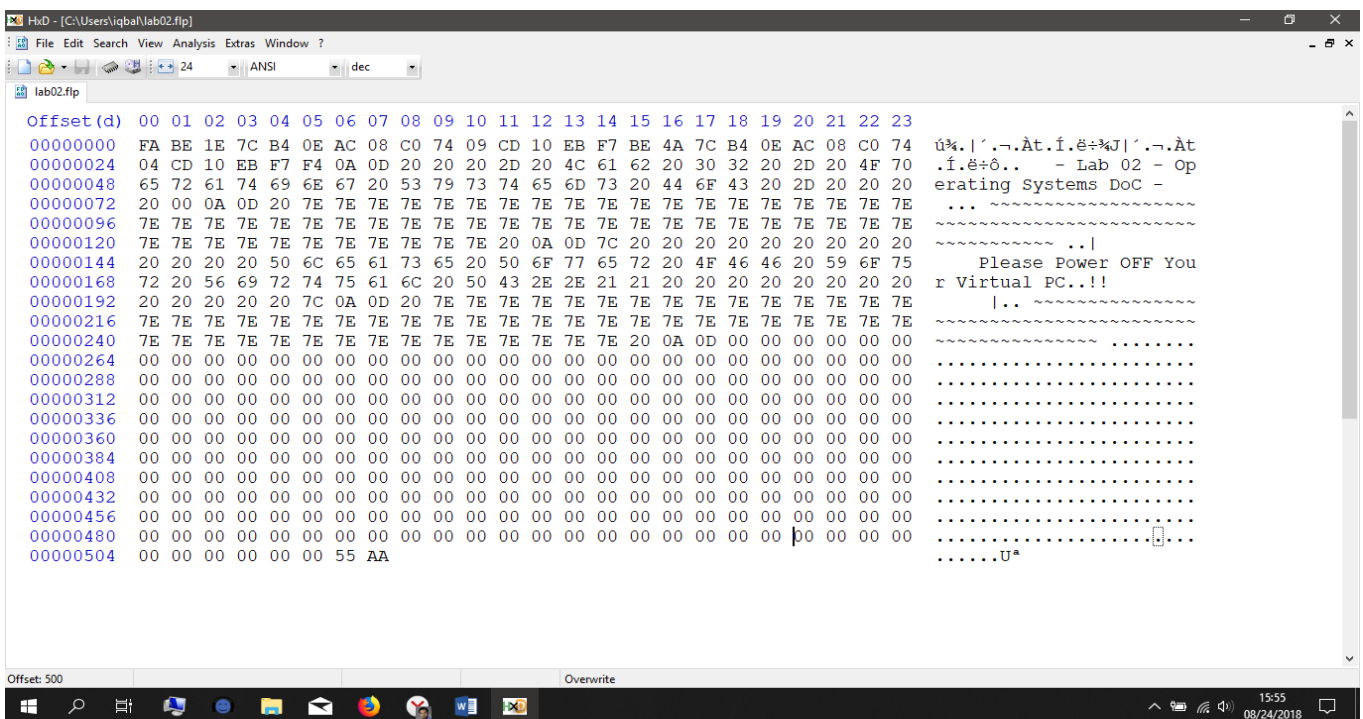 HxD - [C:\Users\iqbal\lab02.flp]
File Edit Search View Analysis Extras Window ?
24 ANSI dec
lab02.flp
Offset(d) 00 01 02 03 04 05 06 07 08 09 10 11 12 13 14 15 16 17 18 19 20 21 22 23
00000000 FA BE 1E 7C B4 0E AC 08 C0 74 09 CD 10 EB F7 BE 4A 7C B4 0E AC 08 C0 74 ú¾.|´.¬.Àt.Í.ë÷¾J|´.¬.Àt
00000024 04 CD 10 EB F7 F4 0A 0D 20 20 20 2D 20 4C 61 62 20 30 32 20 2D 20 4F 70 .Í.ë÷ô..   - Lab 02 - Op
00000048 65 72 61 74 69 6E 67 20 53 79 73 74 65 6D 73 20 44 6F 43 20 2D 20 20 20 erating Systems DoC -
00000072 20 00 0A 0D 20 7E 7E 7E 7E 7E 7E 7E 7E 7E 7E 7E 7E 7E 7E 7E 7E 7E 7E 7E ... ~~~~~~~~~~~~~~~~~~~
00000096 7E 7E 7E 7E 7E 7E 7E 7E 7E 7E 7E 7E 7E 7E 7E 7E 7E 7E 7E 7E 7E 7E 7E 7E ~~~~~~~~~~~~~~~~~~~~~~~~
00000120 7E 7E 7E 7E 7E 7E 7E 7E 7E 7E 7E 20 0A 0D 7C 20 20 20 20 20 20 20 20 20 ~~~~~~~~~~~ ..|
00000144 20 20 20 20 50 6C 65 61 73 65 20 50 6F 77 65 72 20 4F 46 46 20 59 6F 75 Please Power OFF You
00000168 72 20 56 69 72 74 75 61 6C 20 50 43 2E 2E 21 21 20 20 20 20 20 20 20 20 r Virtual PC..!!
00000192 20 20 20 20 20 7C 0A 0D 20 7E 7E 7E 7E 7E 7E 7E 7E 7E 7E 7E 7E 7E 7E 7E |.. ~~~~~~~~~~~~~~~
00000216 7E 7E 7E 7E 7E 7E 7E 7E 7E 7E 7E 7E 7E 7E 7E 7E 7E 7E 7E 7E 7E 7E 7E 7E ~~~~~~~~~~~~~~~~~~~~~~~~
00000240 7E 7E 7E 7E 7E 7E 7E 7E 7E 7E 7E 7E 7E 7E 7E 20 0A 0D 00 00 00 00 00 00 ~~~~~~~~~~~~~~~ ........
00000264 00 00 00 00 00 00 00 00 00 00 00 00 00 00 00 00 00 00 00 00 00 00 00 00 ........................
00000288 00 00 00 00 00 00 00 00 00 00 00 00 00 00 00 00 00 00 00 00 00 00 00 00 ........................
00000312 00 00 00 00 00 00 00 00 00 00 00 00 00 00 00 00 00 00 00 00 00 00 00 00 ........................
00000336 00 00 00 00 00 00 00 00 00 00 00 00 00 00 00 00 00 00 00 00 00 00 00 00 ........................
00000360 00 00 00 00 00 00 00 00 00 00 00 00 00 00 00 00 00 00 00 00 00 00 00 00 ........................
00000384 00 00 00 00 00 00 00 00 00 00 00 00 00 00 00 00 00 00 00 00 00 00 00 00 ........................
00000408 00 00 00 00 00 00 00 00 00 00 00 00 00 00 00 00 00 00 00 00 00 00 00 00 ........................
00000432 00 00 00 00 00 00 00 00 00 00 00 00 00 00 00 00 00 00 00 00 00 00 00 00 ........................
00000456 00 00 00 00 00 00 00 00 00 00 00 00 00 00 00 00 00 00 00 00 00 00 00 00 ........................
00000480 00 00 00 00 00 00 00 00 00 00 00 00 00 00 00 00 00 00 00 00 00 00 00 00 ........................
00000504 00 00 00 00 00 00 55 AA ......Uª
Offset: 500 Overwrite
15:55
08/24/2018